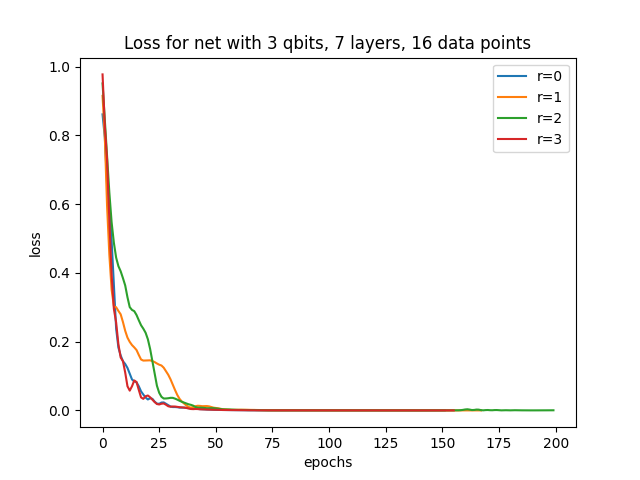 Loss for net with 3 qbits, 7 layers, 16 data points
1.0
0.8
0.6
0.4
0.2
0.0
loss
r=0
r=1
r=2
r=3
0 25 50 75 100 125 150 175 200
epochs